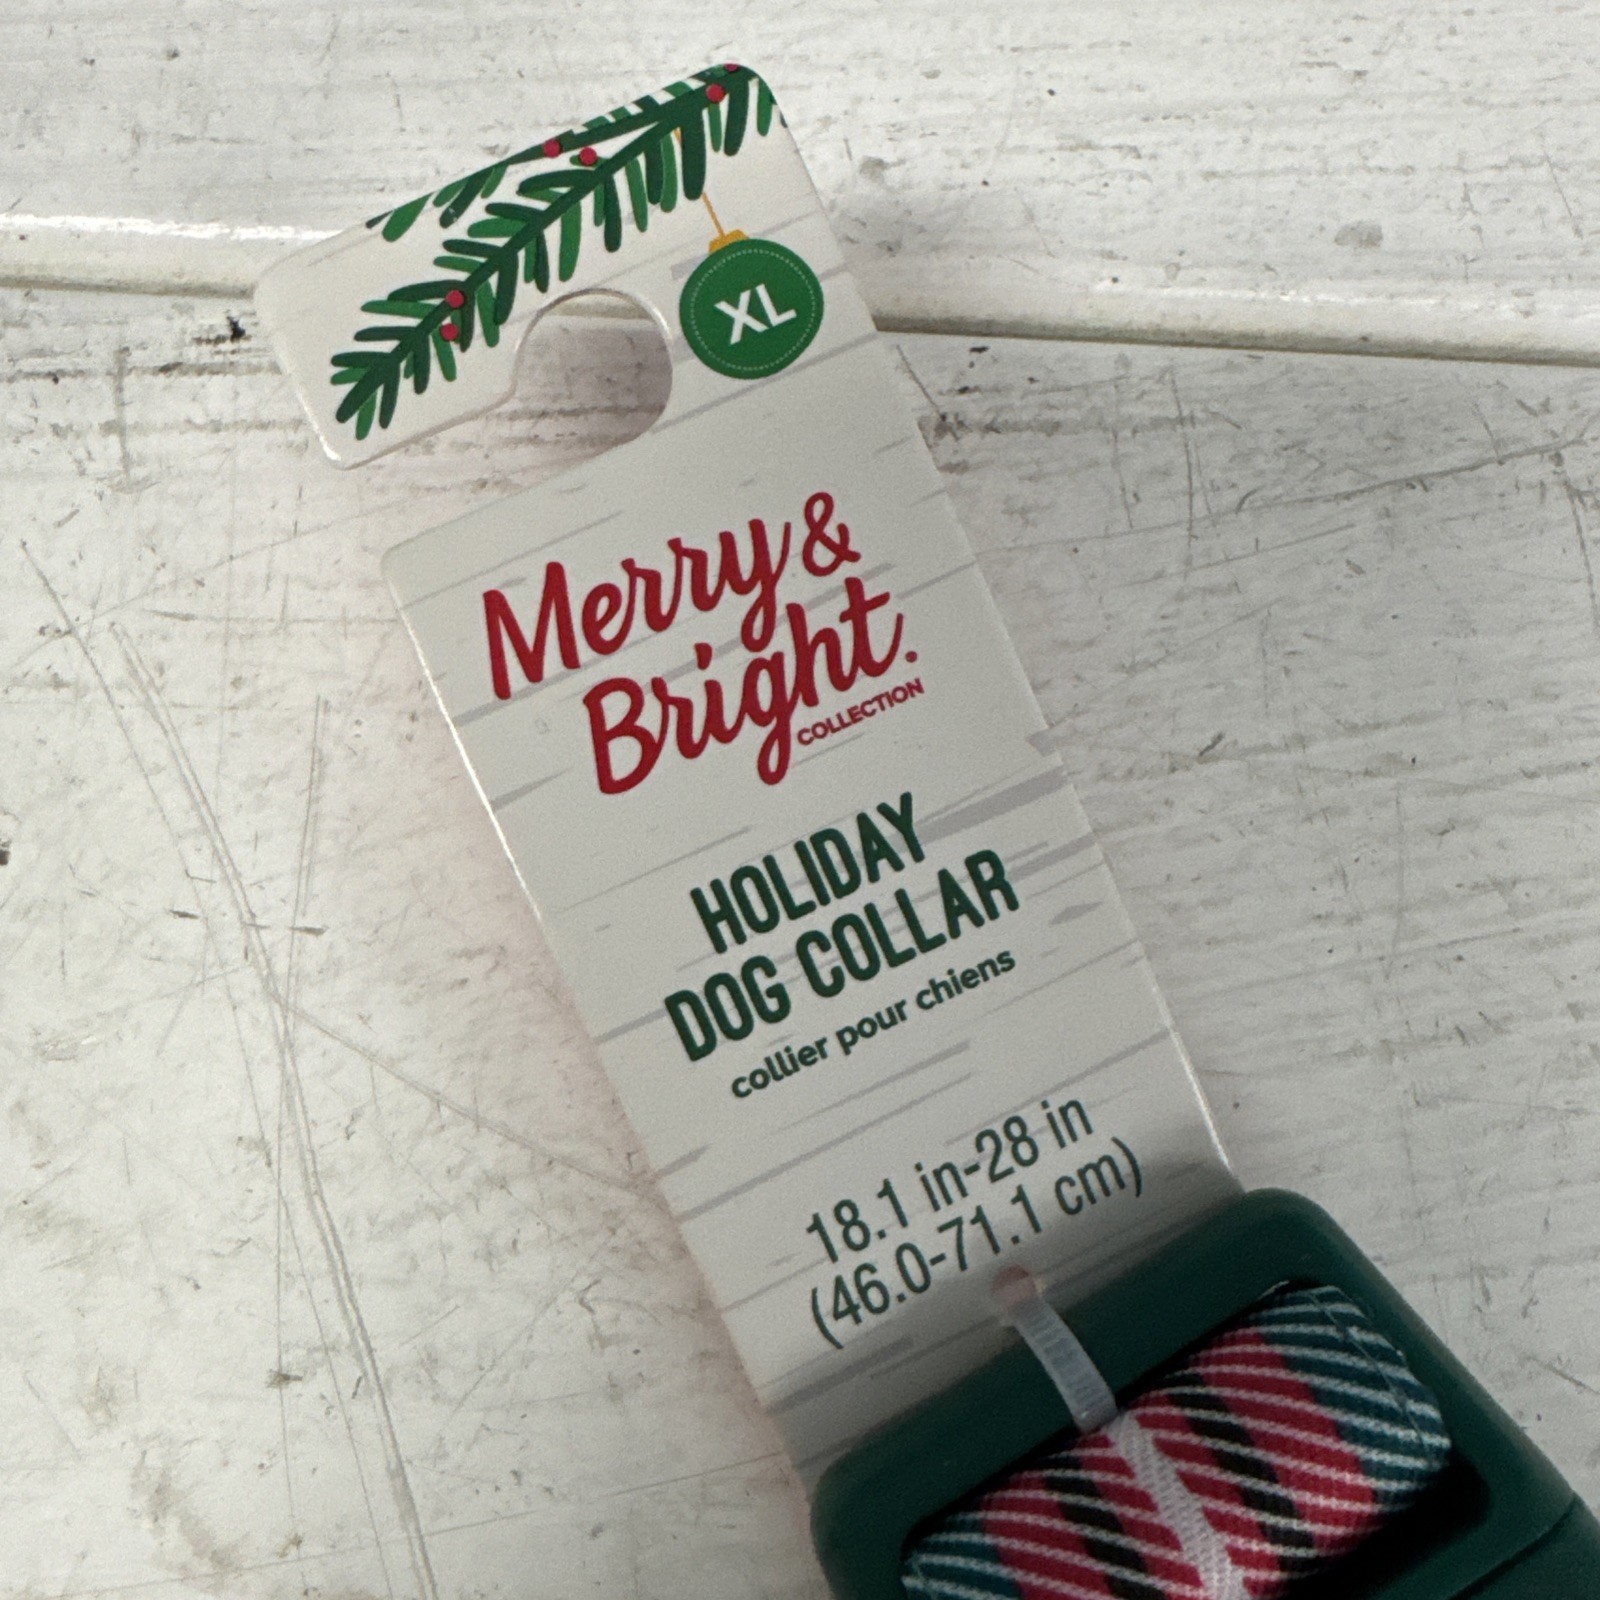 XL
Merry &
Bright.
COLLECTION
HOLIDAY
DOG COLLAR
collier pour chiens
18.1 in-28 in
(46.0-71.1 cm)